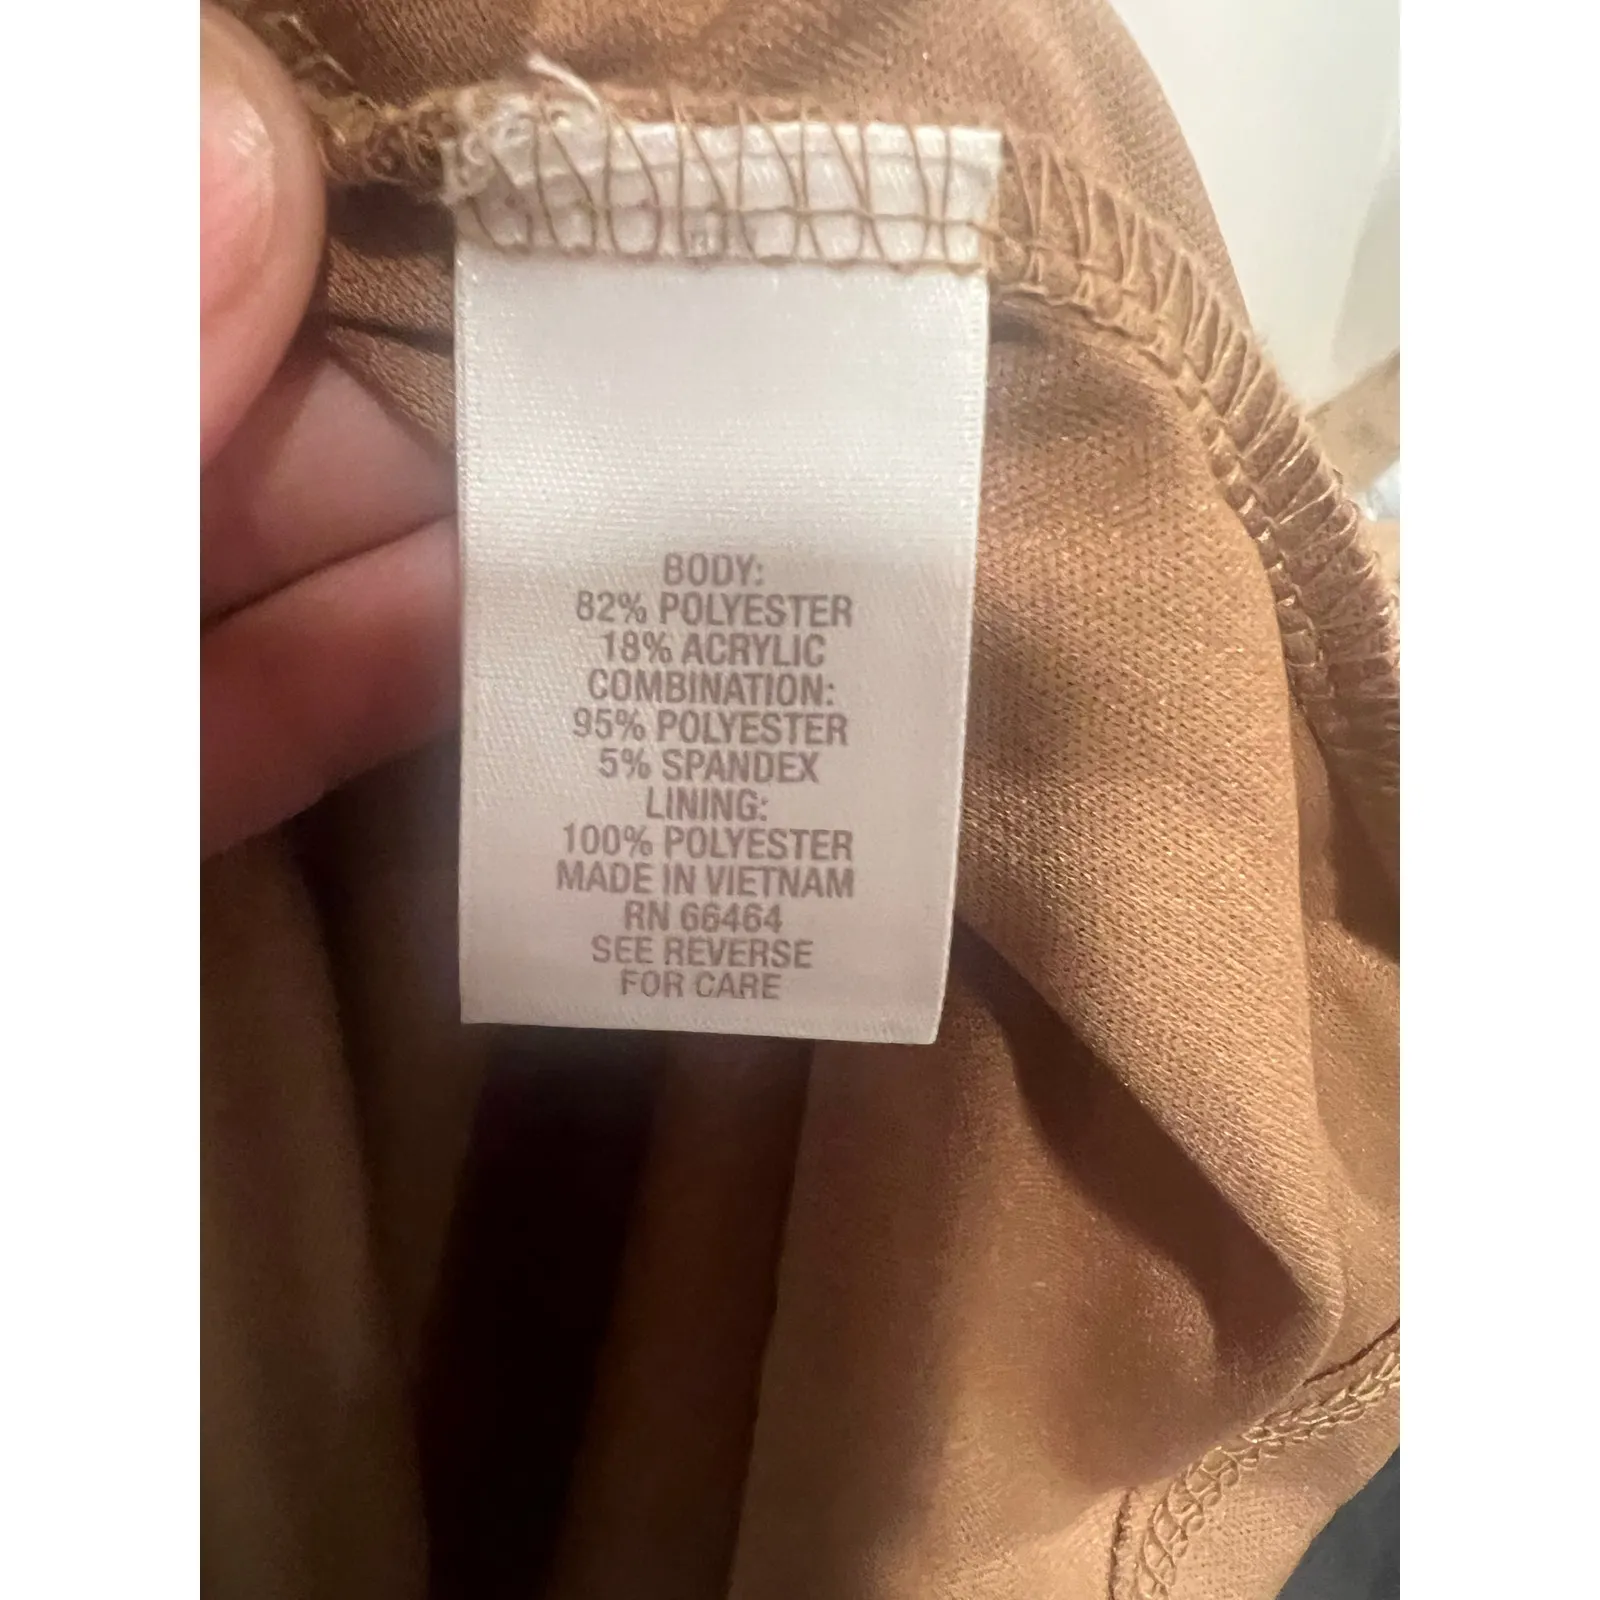 BODY:
82% POLYESTER
18% ACRYLIC
COMBINATION:
95% POLYESTER
5% SPANDEX
LINING:
100% POLYESTER
MADE IN VIETNAM
RN 66464
SEE REVERSE
FOR CARE